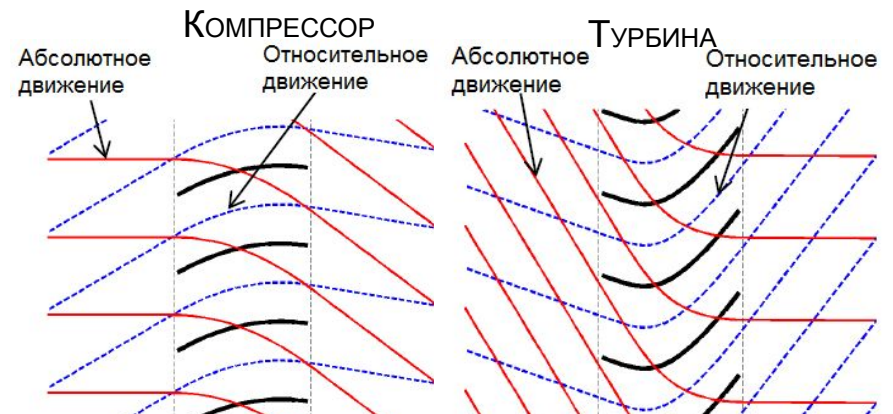 Компрессор
Абсолютное
движение
Относительное
движение
Турбина
Абсолютное
движение
Относительное
движение